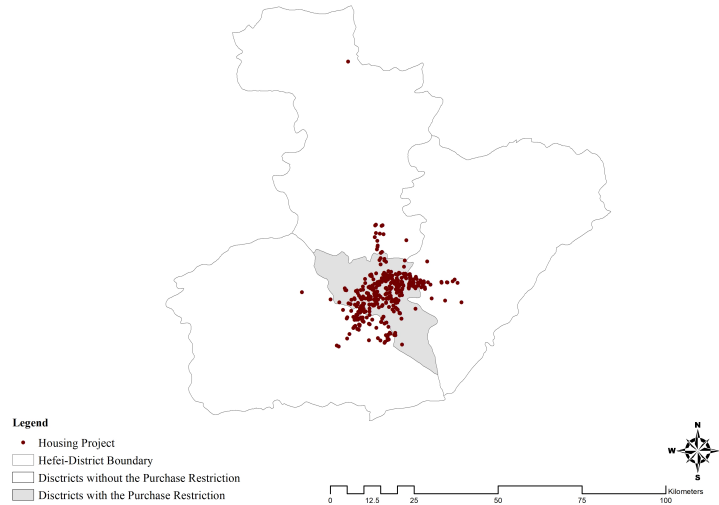 Legend
Housing Project
Hefei-District Boundary
Disctricts without the Purchase Restriction
Disctricts with the Purchase Restriction
N
W E
S
Kilometers
0 12.5 25 50 75 100